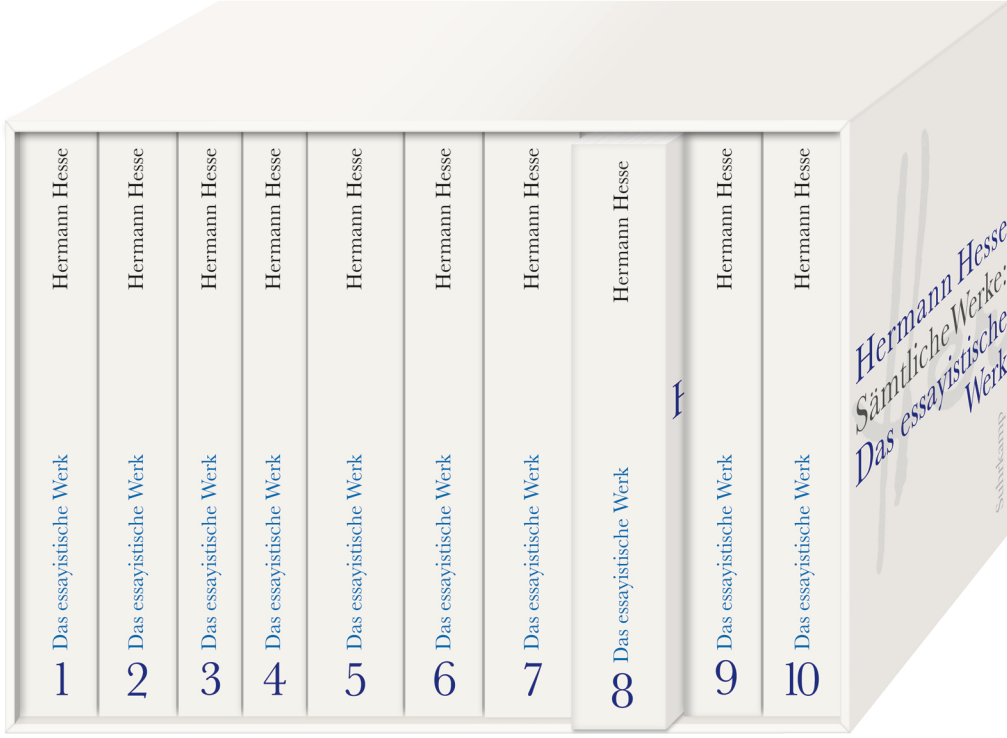 Hermann Hesse
Das essayistische Werk
1
Hermann Hesse
Das essayistische Werk
2
Hermann Hesse
Das essayistische Werk
3
Hermann Hesse
Das essayistische Werk
4
Hermann Hesse
Das essayistische Werk
5
Hermann Hesse
Das essayistische Werk
6
Hermann Hesse
Das essayistische Werk
7
Hermann Hesse
Das essayistische Werk
8
H
Hermann Hesse
Das essayistische Werk
9
Hermann Hesse
Das essayistische Werk
10
Hermann Hesse
Sämtliche Werke:
Das essayistische
Werk
Suhrkamp